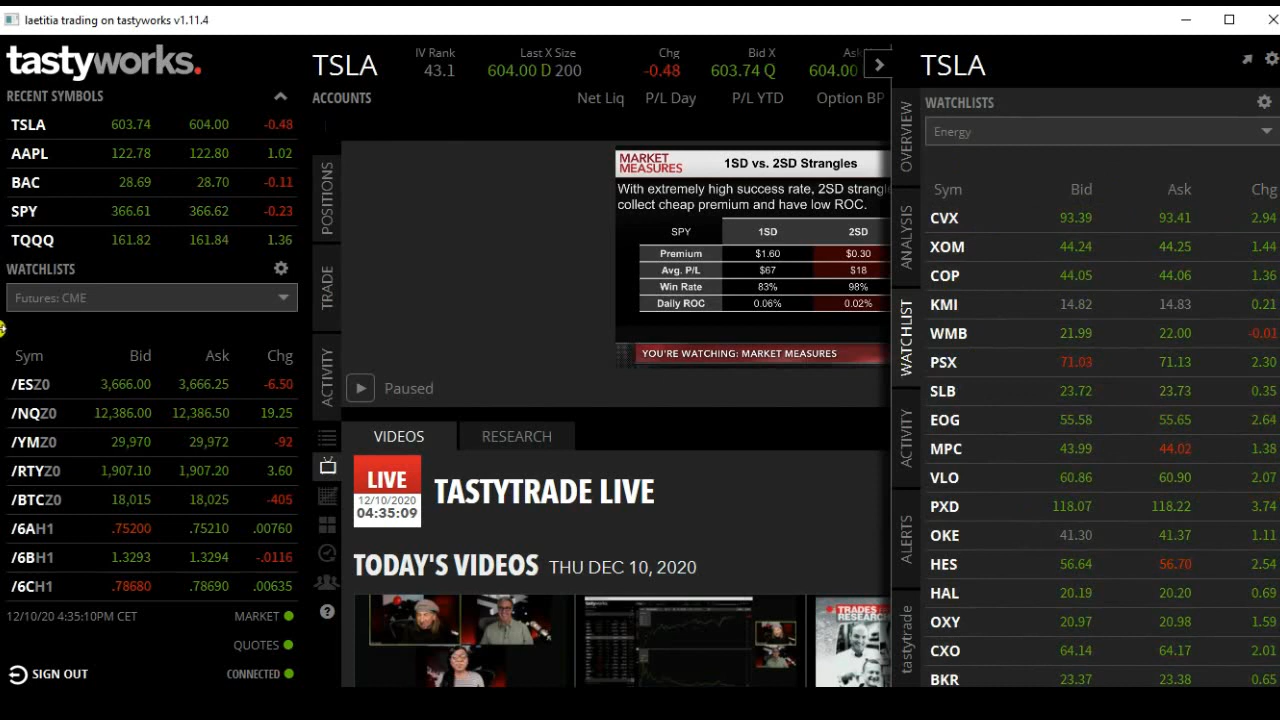 laetitia trading on tastyworks v1.11.4
tastyworks.
RECENT SYMBOLS
TSLA 603.74 604.00 -0.48
AAPL 122.78 122.80 1.02
BAC 28.69 28.70 -0.11
SPY 366.61 366.62 -0.23
TQQQ 161.82 161.84 1.36
WATCHLISTS
Futures: CME
Sym Bid Ask Chg
/ESZ0 3,666.00 3,666.25 -6.50
/NQZ0 12,386.00 12,386.50 19.25
/YMZ0 29,970 29,972 -92
/RTYZ0 1,907.10 1,907.20 3.60
/BTCZ0 18,015 18,025 -405
/6AH1 .75200 .75210 .00760
/6BH1 1.3293 1.3294 -.0116
/6CH1 .78680 .78690 .00635
12/10/20 4:35:10PM CET MARKET
QUOTES
SIGN OUT CONNECTED
TSLA
IV Rank Last X Size Chg Bid X Ask
43.1 604.00 D 200 -0.48 603.74 Q 604.00
ACCOUNTS Net Liq P/L Day P/L YTD Option BP
POSITIONS
TRADE
ACTIVITY
MARKET
MEASURES
1SD vs. 2SD Strangles
With extremely high success rate, 2SD strangle
collect cheap premium and have low ROC.
SPY 1SD 2SD
Premium $1.60 $0.30
Avg. P/L $67 $18
Win Rate 83% 98%
Daily ROC 0.06% 0.02%
YOU'RE WATCHING: MARKET MEASURES
Paused
VIDEOS RESEARCH
LIVE
12/10/2020
04:35:09
TASTYTRADE LIVE
TODAY'S VIDEOS THU DEC 10, 2020
tastyworks
TRADES
RESEAR
?
TSLA
OVERVIEW
ANALYSIS
WATCHLIST
ACTIVITY
ALERTS
tastytrade
WATCHLISTS
Energy
Sym Bid Ask Chg
CVX 93.39 93.41 2.94
XOM 44.24 44.25 1.44
COP 44.05 44.06 1.36
KMI 14.82 14.83 0.21
WMB 21.99 22.00 -0.01
PSX 71.03 71.13 2.30
SLB 23.72 23.73 0.35
EOG 55.58 55.65 2.64
MPC 43.99 44.02 1.38
VLO 60.86 60.90 2.07
PXD 118.07 118.22 3.74
OKE 41.30 41.37 1.11
HES 56.64 56.70 2.54
HAL 20.19 20.20 0.69
OXY 20.97 20.98 1.59
CXO 64.14 64.17 2.01
BKR 23.37 23.38 0.65